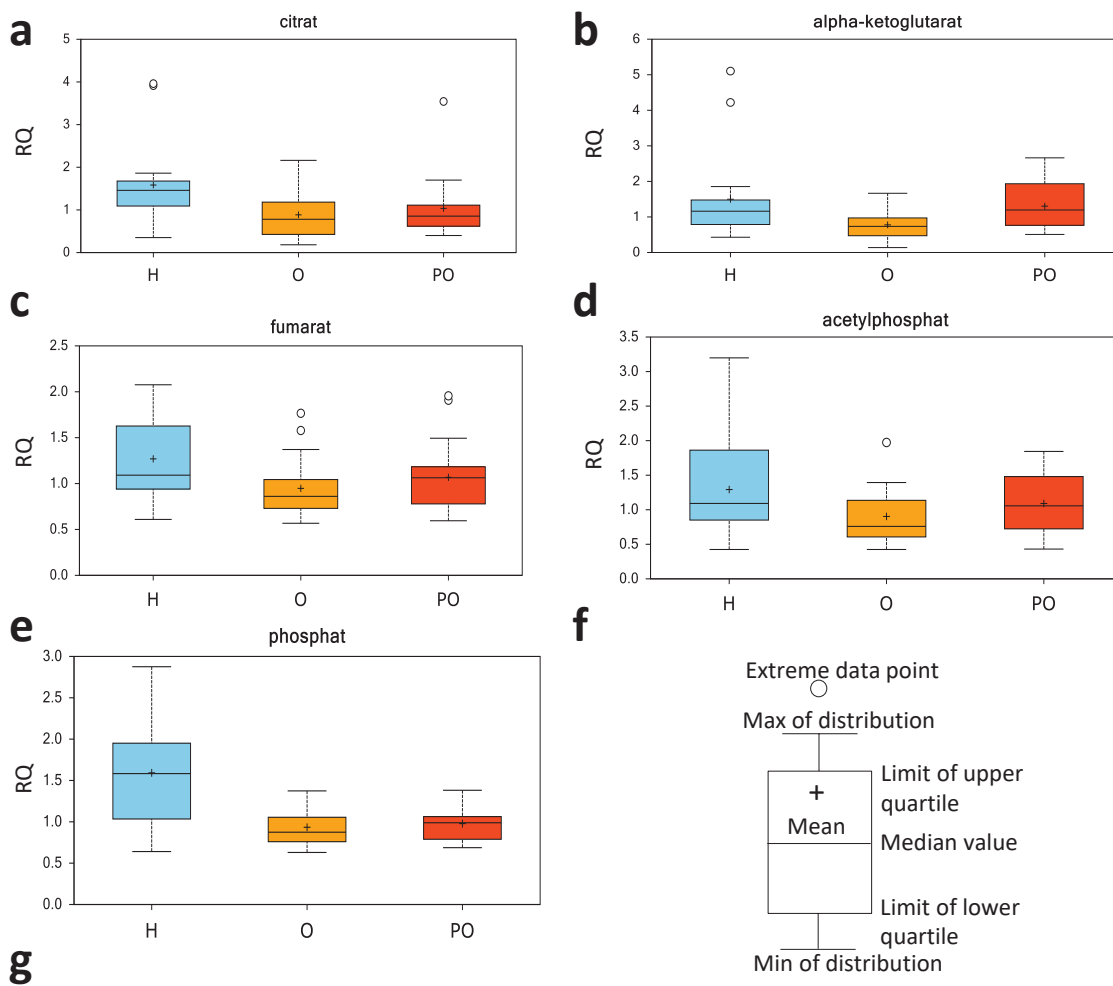 a
citrat
RQ
5
4
3
2
1
0
H O PO
b
alpha-ketoglutarat
RQ
6
5
4
3
2
1
0
H O PO
c
fumarat
RQ
2.5
2.0
1.5
1.0
0.5
0.0
H O PO
d
acetylphosphat
RQ
3.5
3.0
2.5
2.0
1.5
1.0
0.5
0.0
H O PO
e
phosphat
RQ
3.0
2.5
2.0
1.5
1.0
0.5
0.0
H O PO
f
Extreme data point
Max of distribution
Limit of upper
quartile
+
Mean
Median value
Limit of lower
quartile
Min of distribution
g